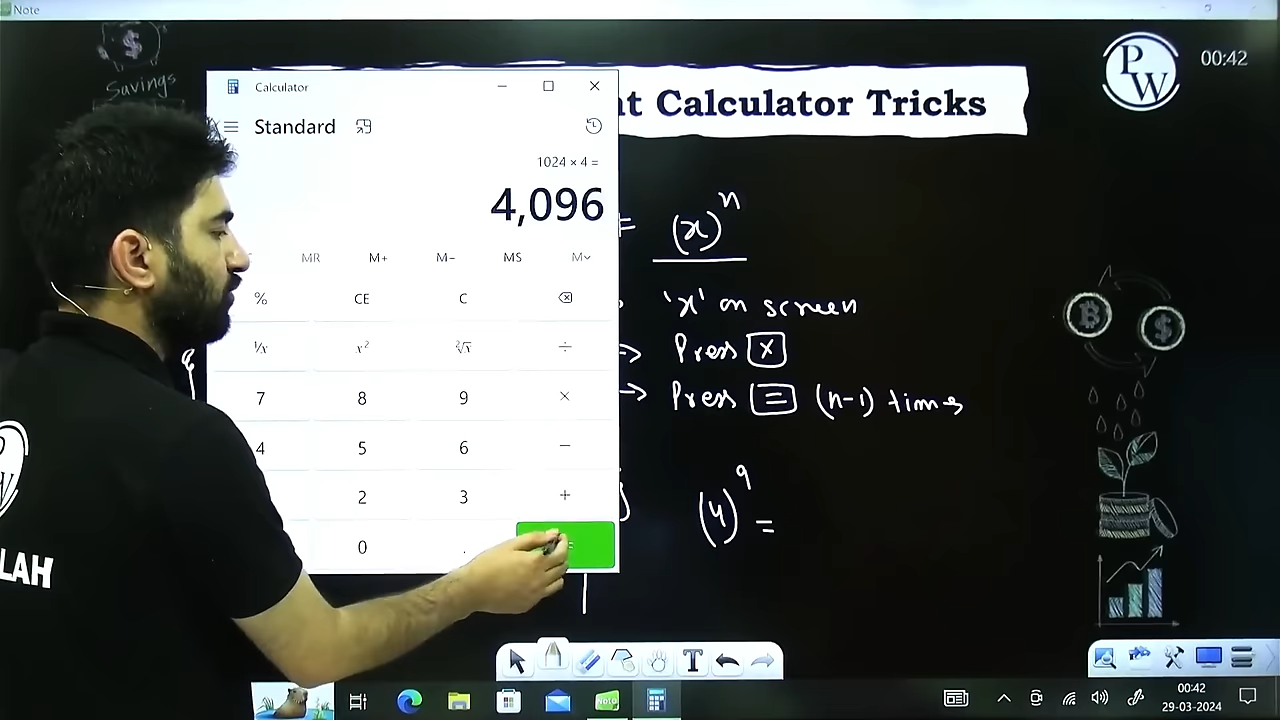 Note
$
Savings
P
W
00:42
Calculator
nt Calculator Tricks
Standard
1024 × 4 =
4,096
= (x)^n
MR M+ M− MS M
% CE C
'x' on screen
B $
1/x x² ²√x ÷
→ Press [x]
7 8 9 ×
→ Press [=] (n-1) times
4 5 6 −
2 3 +
(4)^9 =
0 . =
W
LAH
T
Note
00:42
29-03-2024